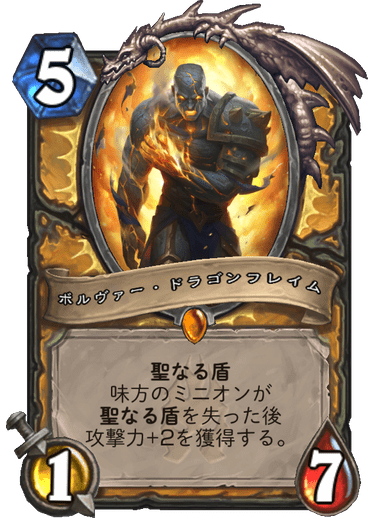 5
ボルヴァー・ドラゴンフレイム
聖なる盾
味方のミニオンが
聖なる盾を失った後
攻撃力+2を獲得する。
1
7